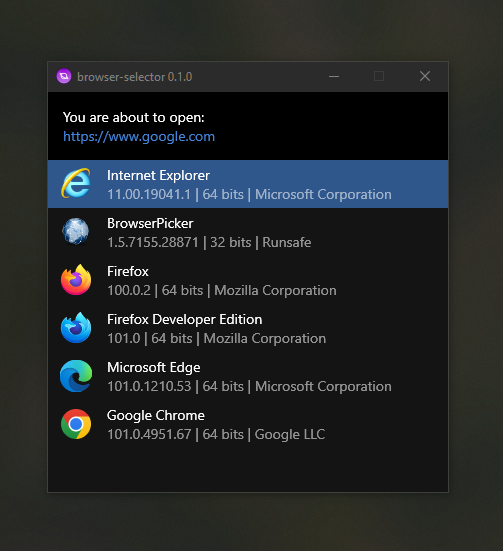 browser-selector 0.1.0
You are about to open:
https://www.google.com
Internet Explorer
11.00.19041.1 | 64 bits | Microsoft Corporation
BrowserPicker
1.5.7155.28871 | 32 bits | Runsafe
Firefox
100.0.2 | 64 bits | Mozilla Corporation
Firefox Developer Edition
101.0 | 64 bits | Mozilla Corporation
Microsoft Edge
101.0.1210.53 | 64 bits | Microsoft Corporation
Google Chrome
101.0.4951.67 | 64 bits | Google LLC